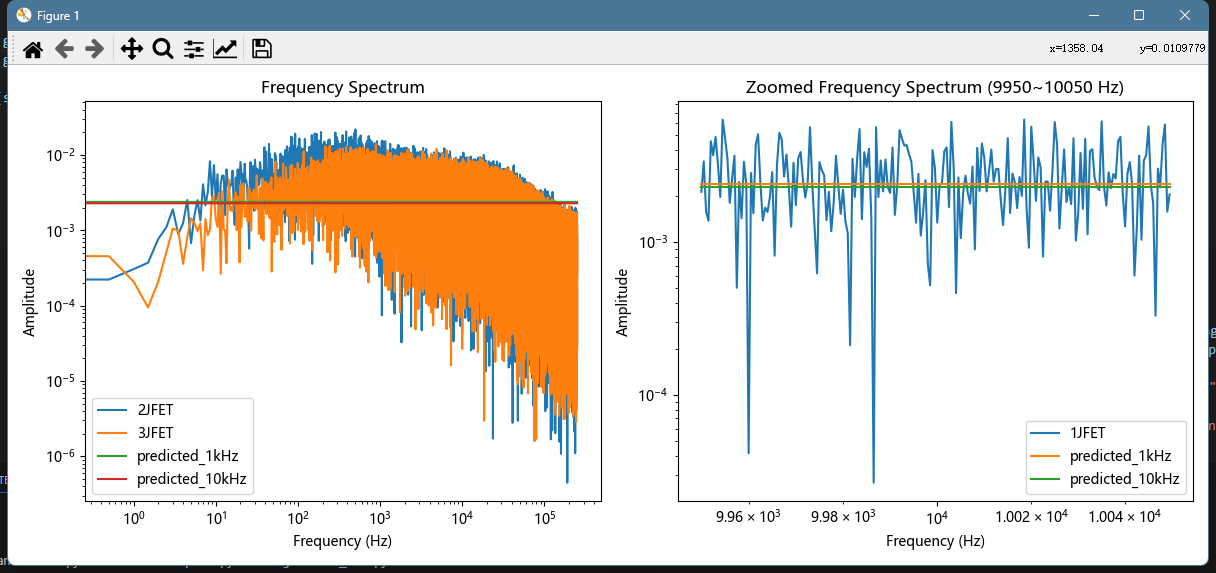 Figure 1
x=1358.04 y=0.0109779
Frequency Spectrum
Amplitude
10⁻²
10⁻³
10⁻⁴
10⁻⁵
10⁻⁶
2JFET
3JFET
predicted_1kHz
predicted_10kHz
10⁰ 10¹ 10² 10³ 10⁴ 10⁵
Frequency (Hz)
Zoomed Frequency Spectrum (9950~10050 Hz)
Amplitude
10⁻³
10⁻⁴
1JFET
predicted_1kHz
predicted_10kHz
9.96 × 10³ 9.98 × 10³ 10⁴ 1.002 × 10⁴ 1.004 × 10⁴
Frequency (Hz)